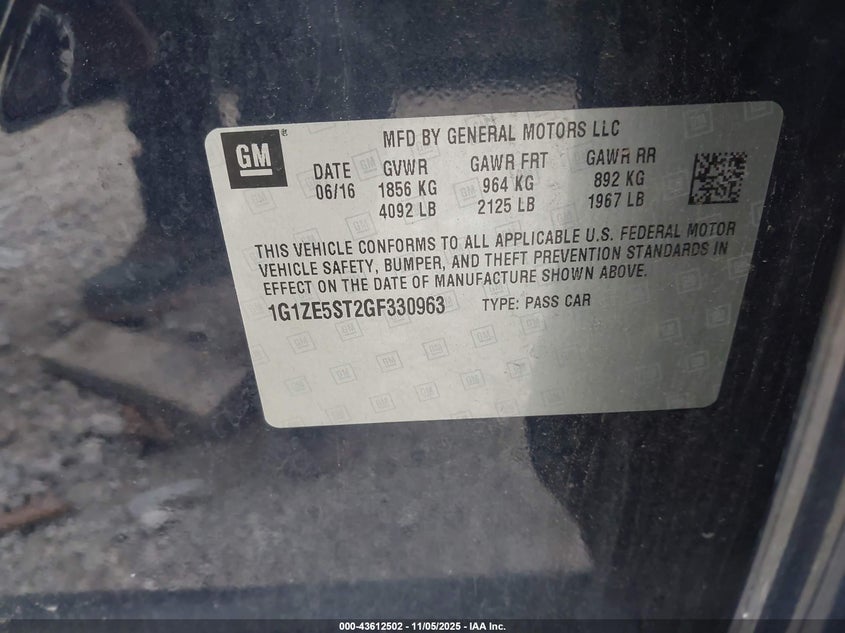 GM
MFD BY GENERAL MOTORS LLC
DATE GVWR GAWR FRT GAWR RR
06/16 1856 KG 964 KG 892 KG
4092 LB 2125 LB 1967 LB
THIS VEHICLE CONFORMS TO ALL APPLICABLE U.S. FEDERAL MOTOR
VEHICLE SAFETY, BUMPER, AND THEFT PREVENTION STANDARDS IN
EFFECT ON THE DATE OF MANUFACTURE SHOWN ABOVE.
1G1ZE5ST2GF330963 TYPE: PASS CAR
000-43612502 - 11/05/2025 - IAA Inc.